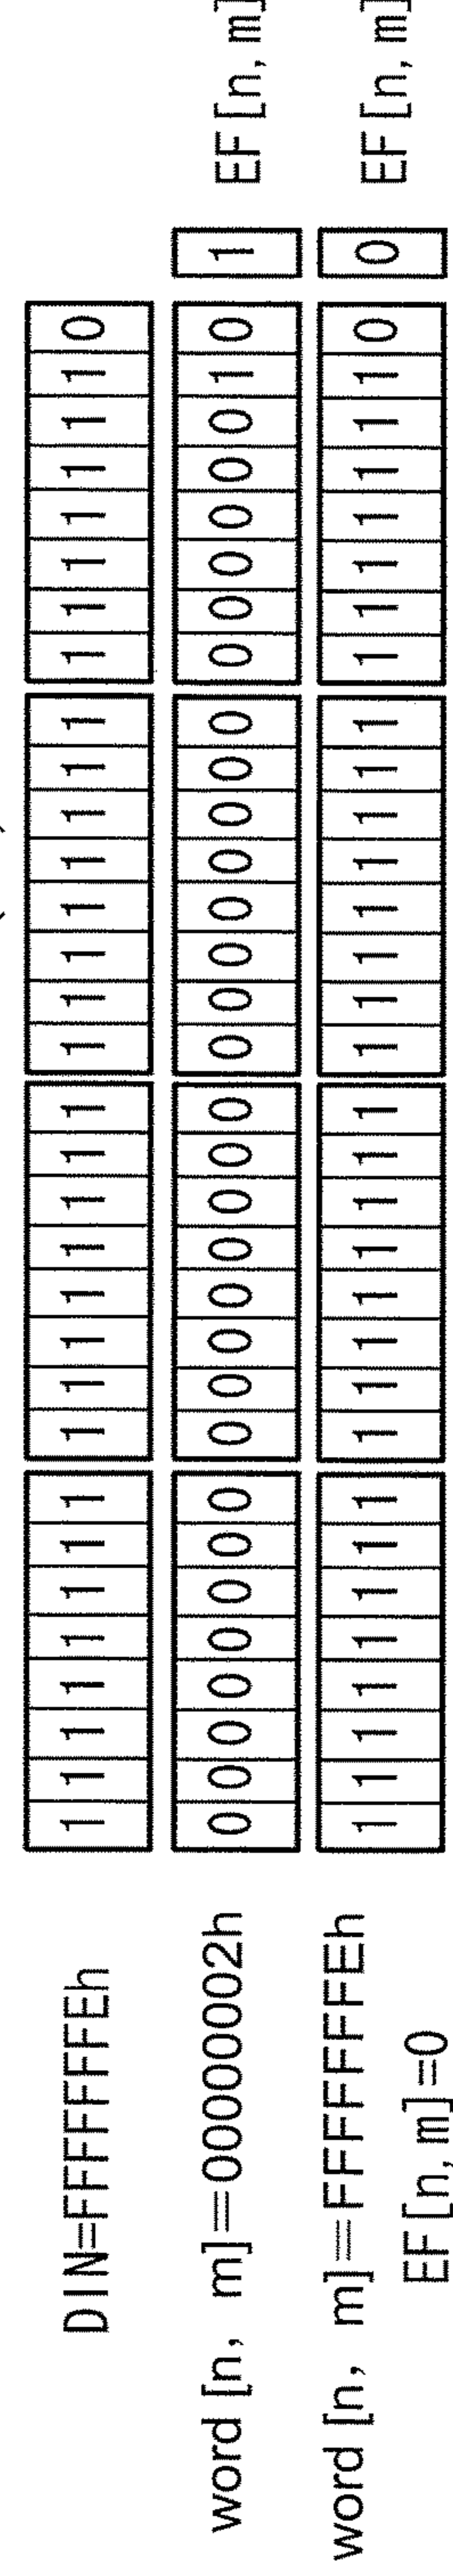 DIN=FFFFFFFEh 1 1 1 1 1 1 1 1 1 1 1 1 1 1 1 1 1 1 1 1 1 1 1 1 1 1 1 1 1 1 1 0
word [n, m]=00000002h 0 0 0 0 0 0 0 0 0 0 0 0 0 0 0 0 0 0 0 0 0 0 0 0 0 0 0 0 0 0 1 0 1 EF[n,m]
word [n, m]=FFFFFFFEh 1 1 1 1 1 1 1 1 1 1 1 1 1 1 1 1 1 1 1 1 1 1 1 1 1 1 1 1 1 1 1 0 0 EF[n,m]
EF[n,m]=0